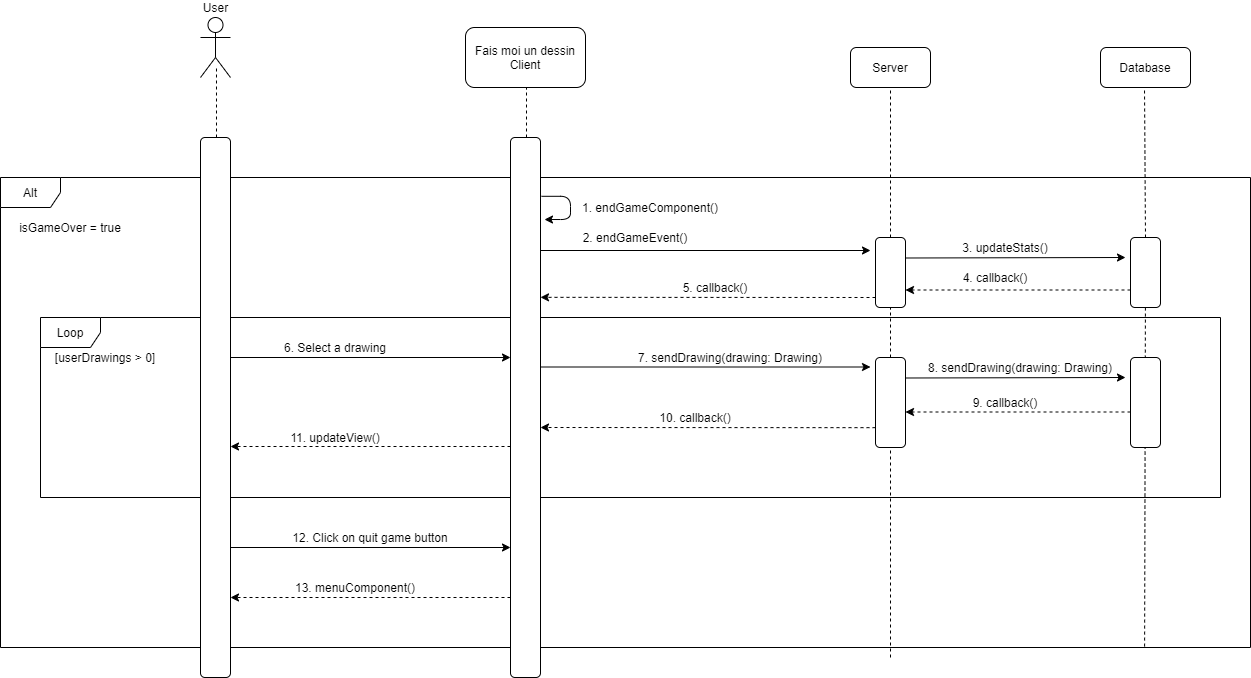 User
Fais moi un dessin
Client
Server
Database
Alt
isGameOver = true
1. endGameComponent()
2. endGameEvent()
3. updateStats()
4. callback()
5. callback()
Loop
[userDrawings > 0]
6. Select a drawing
7. sendDrawing(drawing: Drawing)
8. sendDrawing(drawing: Drawing)
9. callback()
10. callback()
11. updateView()
12. Click on quit game button
13. menuComponent()